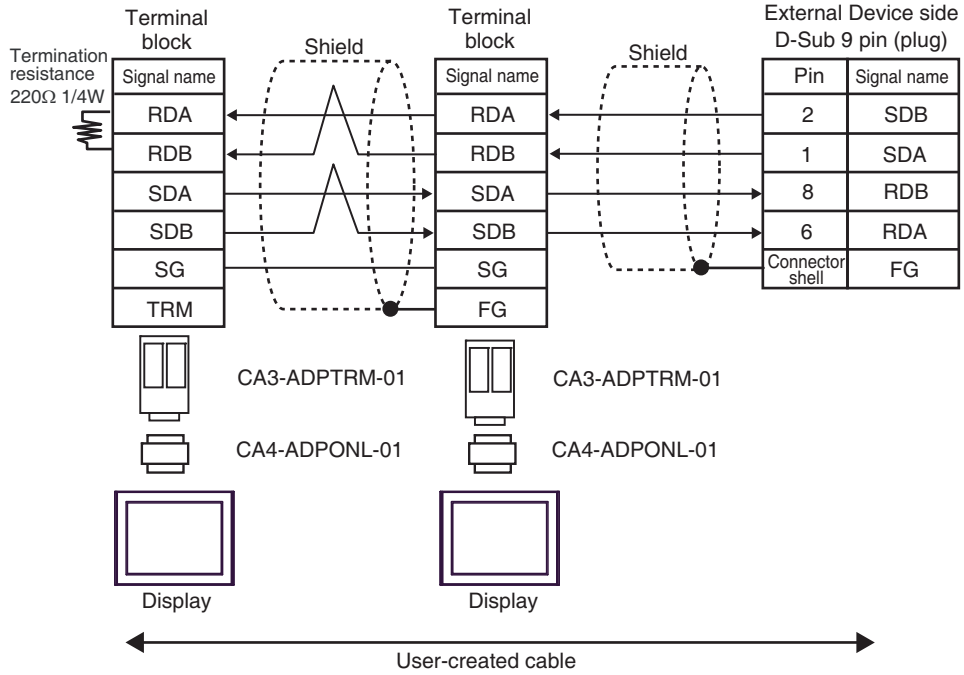 Terminal
block
Terminal
block
External Device side
D-Sub 9 pin (plug)
Shield
Shield
Termination
resistance
220Ω 1/4W
Signal name
Signal name
Pin
Signal name
RDA
RDA
2
SDB
RDB
RDB
1
SDA
SDA
SDA
8
RDB
SDB
SDB
6
RDA
SG
SG
Connector
shell
FG
TRM
FG
CA3-ADPTRM-01
CA3-ADPTRM-01
CA4-ADPONL-01
CA4-ADPONL-01
Display
Display
User-created cable